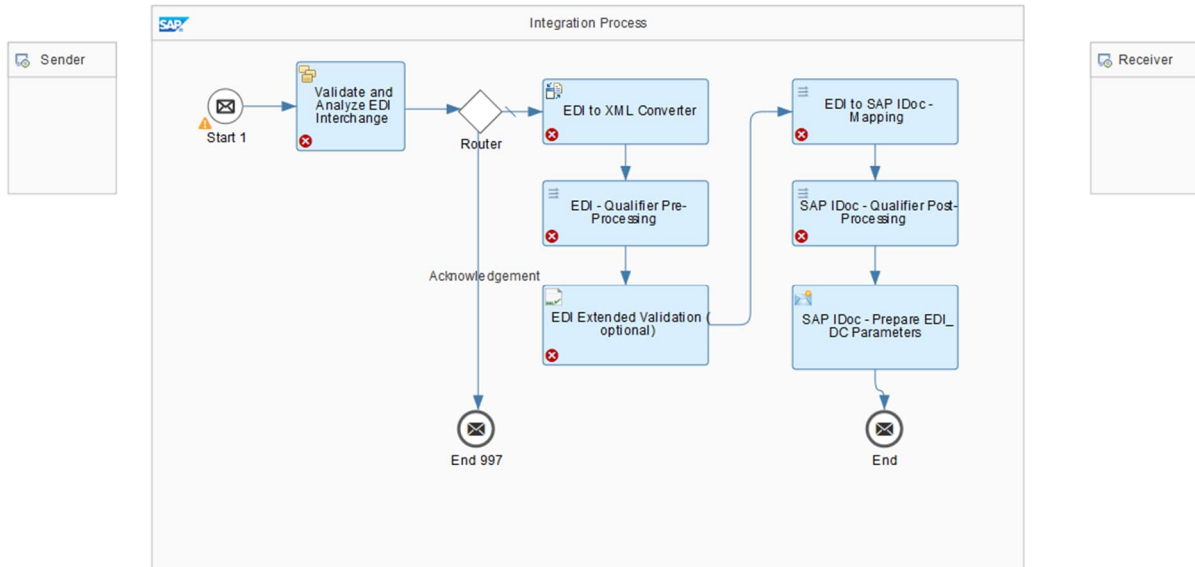 SAP
Integration Process
Sender
Receiver
Start 1
Validate and
Analyze EDI
Interchange
Router
EDI to XML Converter
EDI to SAP IDoc -
Mapping
EDI - Qualifier Pre-
Processing
SAP IDoc - Qualifier Post-
Processing
Acknowledgement
EDI Extended Validation (
optional)
SAP IDoc - Prepare EDI_
DC Parameters
End 997
End